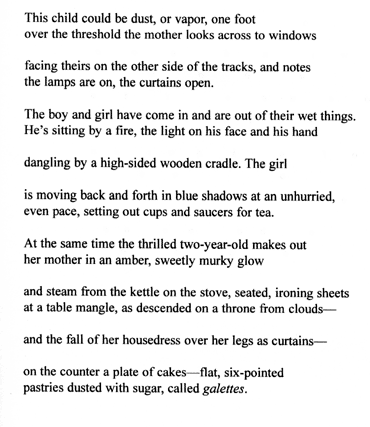 This child could be dust, or vapor, one foot
over the threshold the mother looks across to windows
facing theirs on the other side of the tracks, and notes
the lamps are on, the curtains open.
The boy and girl have come in and are out of their wet things.
He's sitting by a fire, the light on his face and his hand
dangling by a high-sided wooden cradle. The girl
is moving back and forth in blue shadows at an unhurried,
even pace, setting out cups and saucers for tea.
At the same time the thrilled two-year-old makes out
her mother in an amber, sweetly murky glow
and steam from the kettle on the stove, seated, ironing sheets
at a table mangle, as descended on a throne from clouds—
and the fall of her housedress over her legs as curtains—
on the counter a plate of cakes—flat, six-pointed
pastries dusted with sugar, called galettes.